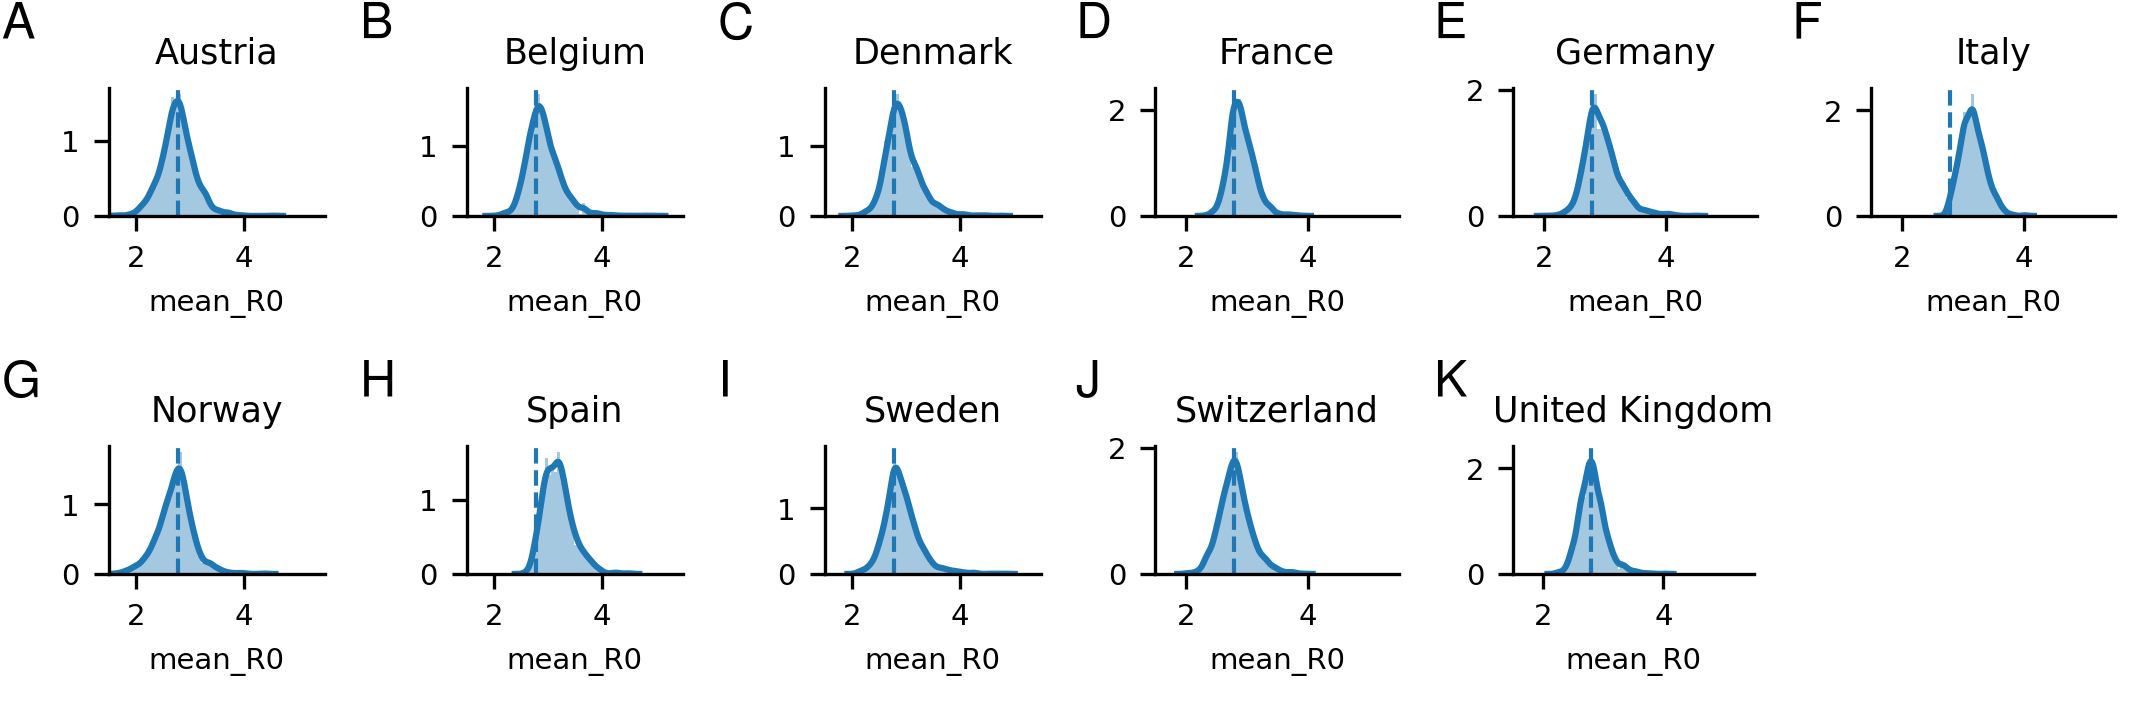 A B C D E F
Austria Belgium Denmark France Germany Italy
1 0 2 4 mean_R0
1 0 2 4 mean_R0
1 0 2 4 mean_R0
2 0 2 4 mean_R0
2 0 2 4 mean_R0
2 0 2 4 mean_R0
G H I J K
Norway Spain Sweden Switzerland United Kingdom
1 0 2 4 mean_R0
1 0 2 4 mean_R0
1 0 2 4 mean_R0
2 0 2 4 mean_R0
2 0 2 4 mean_R0